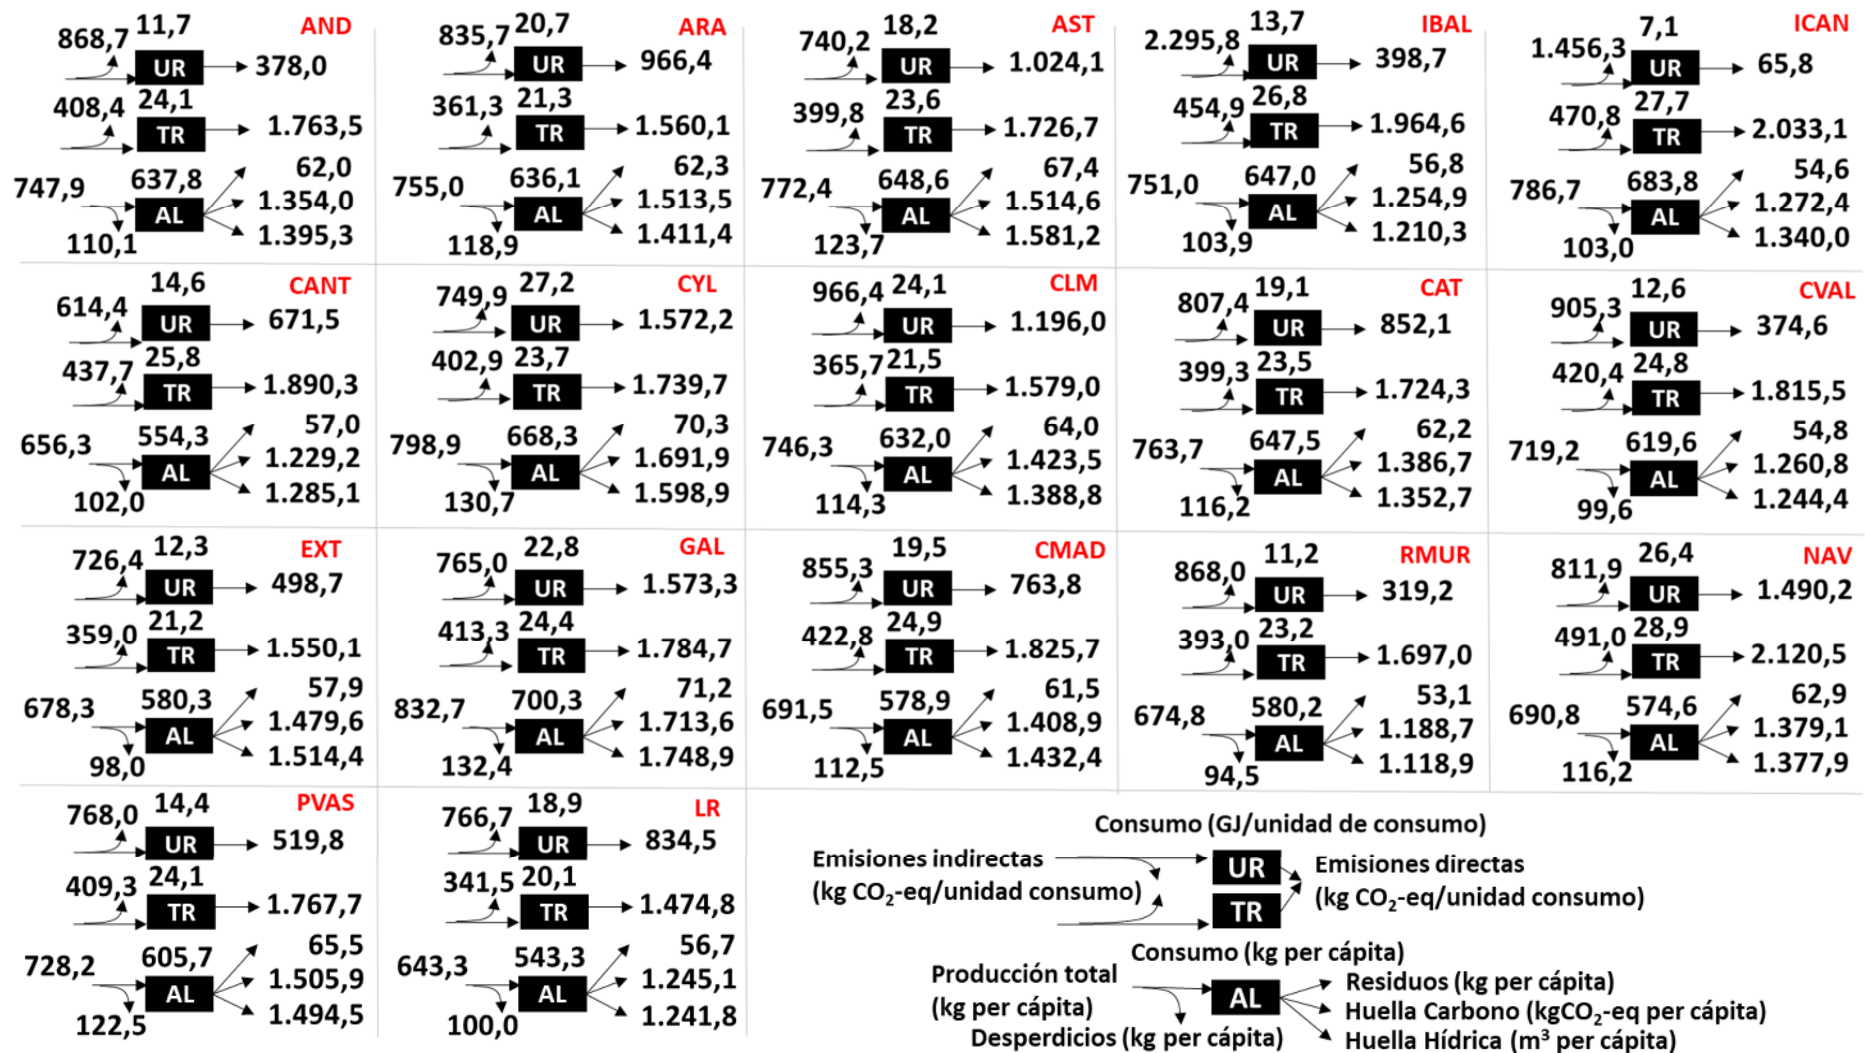 11,7 AND
868,7 UR 378,0
408,4 24,1
TR 1.763,5
62,0
747,9 637,8 1.354,0
AL
110,1 1.395,3
20,7 ARA
835,7 UR 966,4
361,3 21,3
TR 1.560,1
62,3
755,0 636,1 1.513,5
AL
118,9 1.411,4
18,2 AST
740,2 UR 1.024,1
399,8 23,6
TR 1.726,7
67,4
772,4 648,6 1.514,6
AL
123,7 1.581,2
13,7 IBAL
2.295,8 UR 398,7
454,9 26,8
TR 1.964,6
56,8
751,0 647,0 1.254,9
AL
103,9 1.210,3
7,1 ICAN
1.456,3 UR 65,8
470,8 27,7
TR 2.033,1
54,6
786,7 683,8 1.272,4
AL
103,0 1.340,0
14,6 CANT
614,4 UR 671,5
437,7 25,8
TR 1.890,3
57,0
656,3 554,3 1.229,2
AL
102,0 1.285,1
27,2 CYL
749,9 UR 1.572,2
402,9 23,7
TR 1.739,7
70,3
798,9 668,3 1.691,9
AL
130,7 1.598,9
24,1 CLM
966,4 UR 1.196,0
365,7 21,5
TR 1.579,0
64,0
746,3 632,0 1.423,5
AL
114,3 1.388,8
19,1 CAT
807,4 UR 852,1
399,3 23,5
TR 1.724,3
62,2
763,7 647,5 1.386,7
AL
116,2 1.352,7
12,6 CVAL
905,3 UR 374,6
420,4 24,8
TR 1.815,5
54,8
719,2 619,6 1.260,8
AL
99,6 1.244,4
12,3 EXT
726,4 UR 498,7
359,0 21,2
TR 1.550,1
57,9
678,3 580,3 1.479,6
AL
98,0 1.514,4
22,8 GAL
765,0 UR 1.573,3
413,3 24,4
TR 1.784,7
71,2
832,7 700,3 1.713,6
AL
132,4 1.748,9
19,5 CMAD
855,3 UR 763,8
422,8 24,9
TR 1.825,7
61,5
691,5 578,9 1.408,9
AL
112,5 1.432,4
11,2 RMUR
868,0 UR 319,2
393,0 23,2
TR 1.697,0
53,1
674,8 580,2 1.188,7
AL
94,5 1.118,9
26,4 NAV
811,9 UR 1.490,2
491,0 28,9
TR 2.120,5
62,9
690,8 574,6 1.379,1
AL
116,2 1.377,9
14,4 PVAS
768,0 UR 519,8
409,3 24,1
TR 1.767,7
65,5
728,2 605,7 1.505,9
AL
122,5 1.494,5
18,9 LR
766,7 UR 834,5
341,5 20,1
TR 1.474,8
56,7
643,3 543,3 1.245,1
AL
100,0 1.241,8
Consumo (GJ/unidad de consumo)
Emisiones indirectas UR Emisiones directas
(kg CO₂-eq/unidad consumo) TR (kg CO₂-eq/unidad consumo)
Consumo (kg per cápita)
Producción total AL Residuos (kg per cápita)
(kg per cápita) Huella Carbono (kgCO₂-eq per cápita)
Desperdicios (kg per cápita) Huella Hídrica (m³ per cápita)